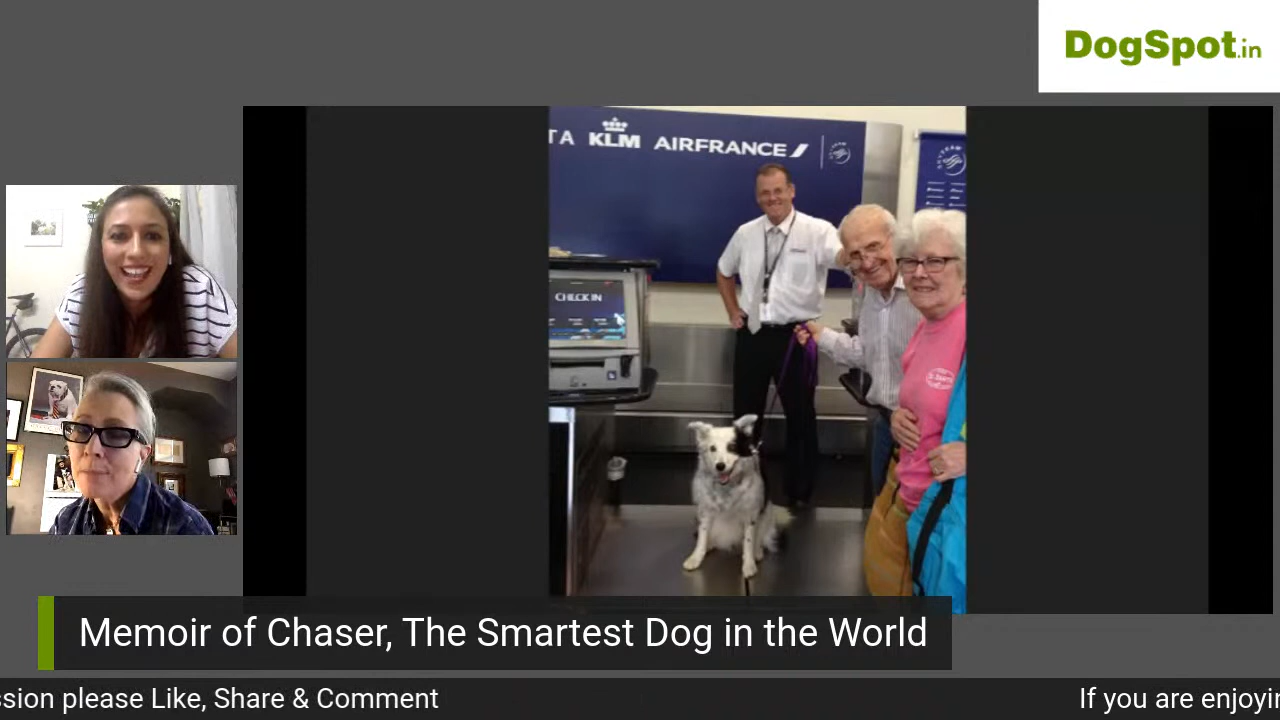 DogSpot.in
TA KLM AIRFRANCE
CHECK IN
Memoir of Chaser, The Smartest Dog in the World
ssion please Like, Share & Comment
If you are enjoyin